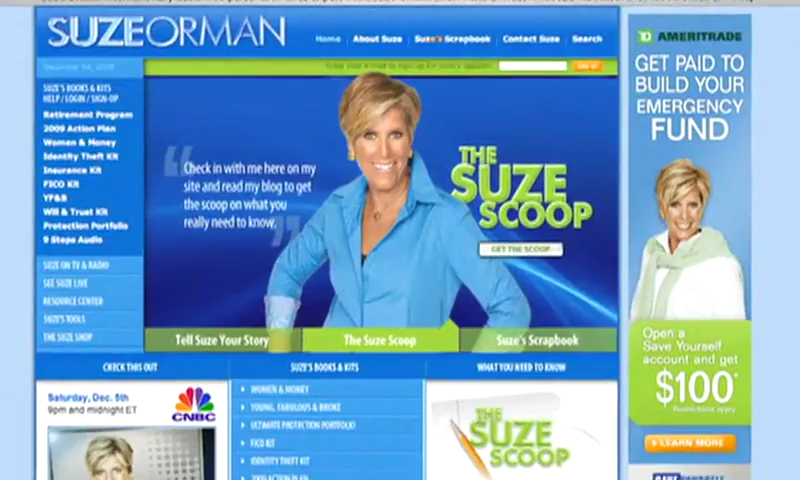 SUZEORMAN
Home
About Suze
Suze's Scrapbook
Contact Suze
Search
SUZE'S BOOKS & KITS
HELP / LOGIN / SIGN-UP
Retirement Program
2009 Action Plan
Women & Money
Identity Theft Kit
Insurance Kit
FICO Kit
YF&B
Will & Trust Kit
Protection Portfolio
9 Steps Audio
SUZE ON TV & RADIO
SEE SUZE LIVE
RESOURCE CENTER
SUZE'S TOOLS
THE SUZE SHOP
“Check in with me here on my
site and read my blog to get
the scoop on what you
really need to know.”
THE
SUZE
SCOOP
GET THE SCOOP
Tell Suze Your Story
The Suze Scoop
Suze's Scrapbook
CHECK THIS OUT
Saturday, Dec. 5th
9pm and midnight ET
CNBC
SUZE'S BOOKS & KITS
WOMEN & MONEY
YOUNG, FABULOUS & BROKE
ULTIMATE PROTECTION PORTFOLIO
FICO KIT
IDENTITY THEFT KIT
WHAT YOU NEED TO KNOW
THE
SUZE
SCOOP
TD AMERITRADE
GET PAID TO
BUILD YOUR
EMERGENCY
FUND
Open a
Save Yourself
account and get
$100*
Restrictions apply
LEARN MORE